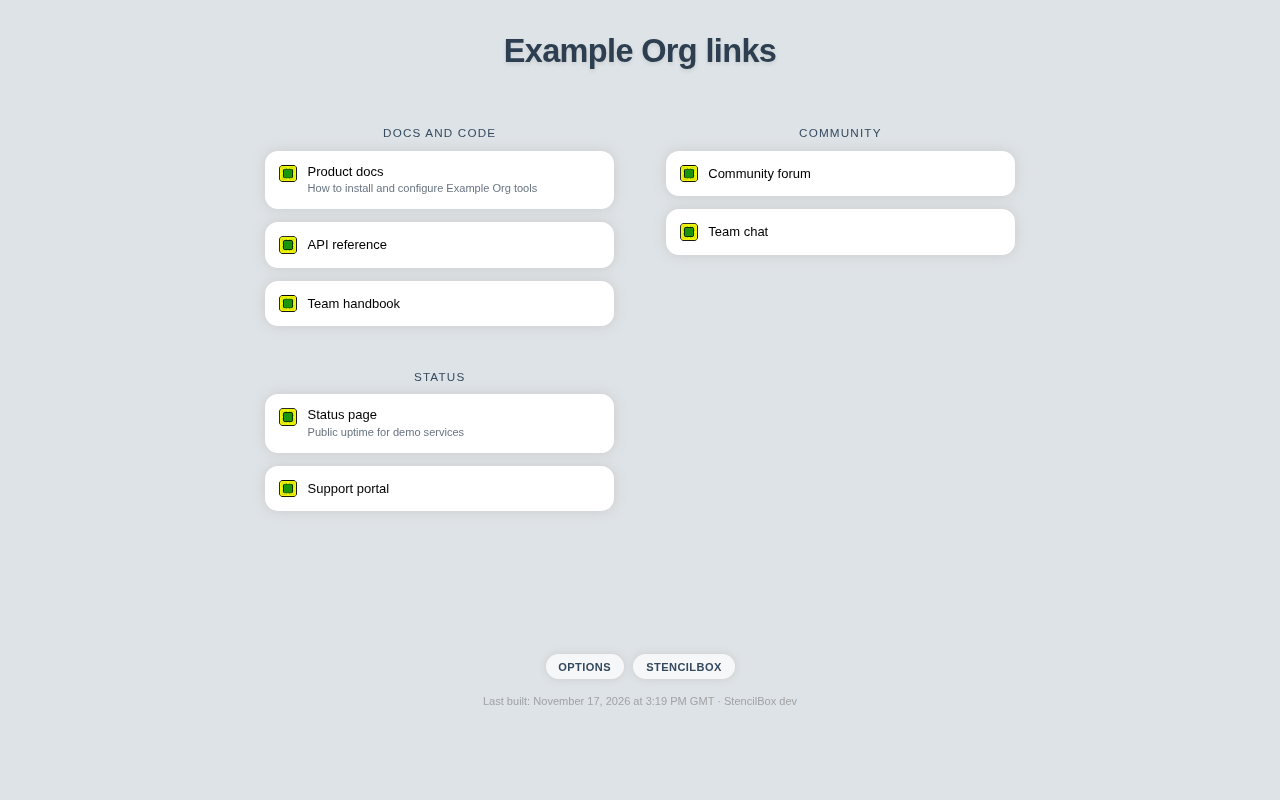 Example Org links
DOCS AND CODE
Product docs
How to install and configure Example Org tools
API reference
Team handbook
COMMUNITY
Community forum
Team chat
STATUS
Status page
Public uptime for demo services
Support portal
OPTIONS
STENCILBOX
Last built: November 17, 2026 at 3:19 PM GMT · StencilBox dev